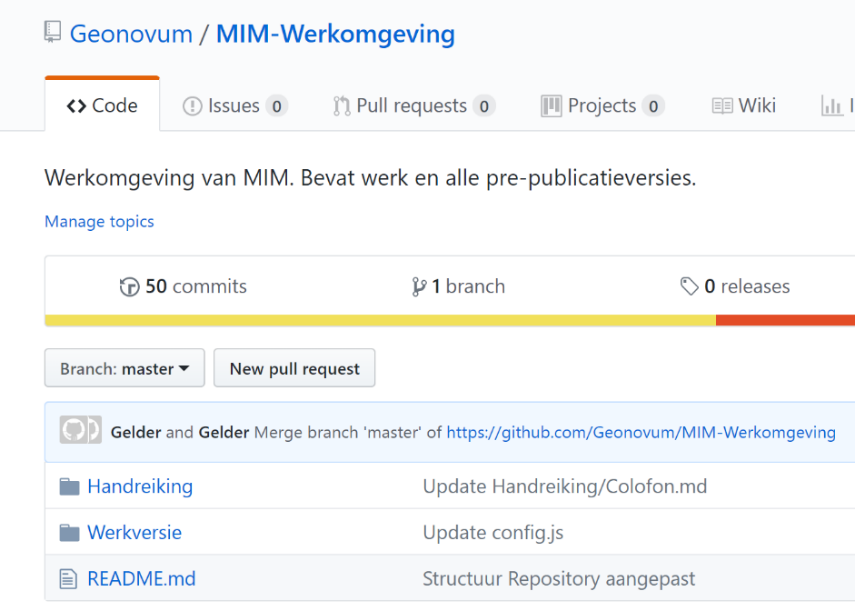 Geonovum / MIM-Werkomgeving
Code Issues 0 Pull requests 0 Projects 0 Wiki
Werkomgeving van MIM. Bevat werk en alle pre-publicatieversies.
Manage topics
50 commits 1 branch 0 releases
Branch: master New pull request
Gelder and Gelder Merge branch 'master' of https://github.com/Geonovum/MIM-Werkomgeving
Handreiking Update Handreiking/Colofon.md
Werkversie Update config.js
README.md Structuur Repository aangepast